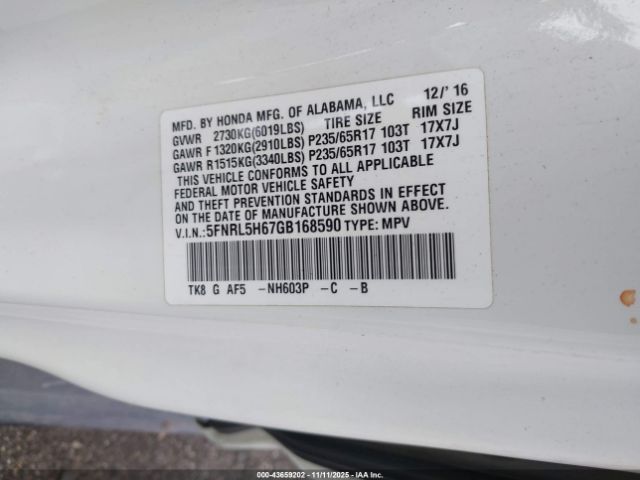 MFD. BY HONDA MFG. OF ALABAMA, LLC 12/'16
GVWR 2730KG(6019LBS) TIRE SIZE RIM SIZE
GAWR F1320KG(2910LBS)P235/65R17 103T 17X7J
GAWR R1515KG(3340LBS)P235/65R17 103T 17X7J
THIS VEHICLE CONFORMS TO ALL APPLICABLE
FEDERAL MOTOR VEHICLE SAFETY
AND THEFT PREVENTION STANDARDS IN EFFECT
ON THE DATE OF MANUFACTURE SHOWN ABOVE.
V.I.N.:5FNRL5H67GB168590 TYPE: MPV
TK8 G AF5 -NH603P -C -B
000-43659202 - 11/11/2025 - IAA Inc.